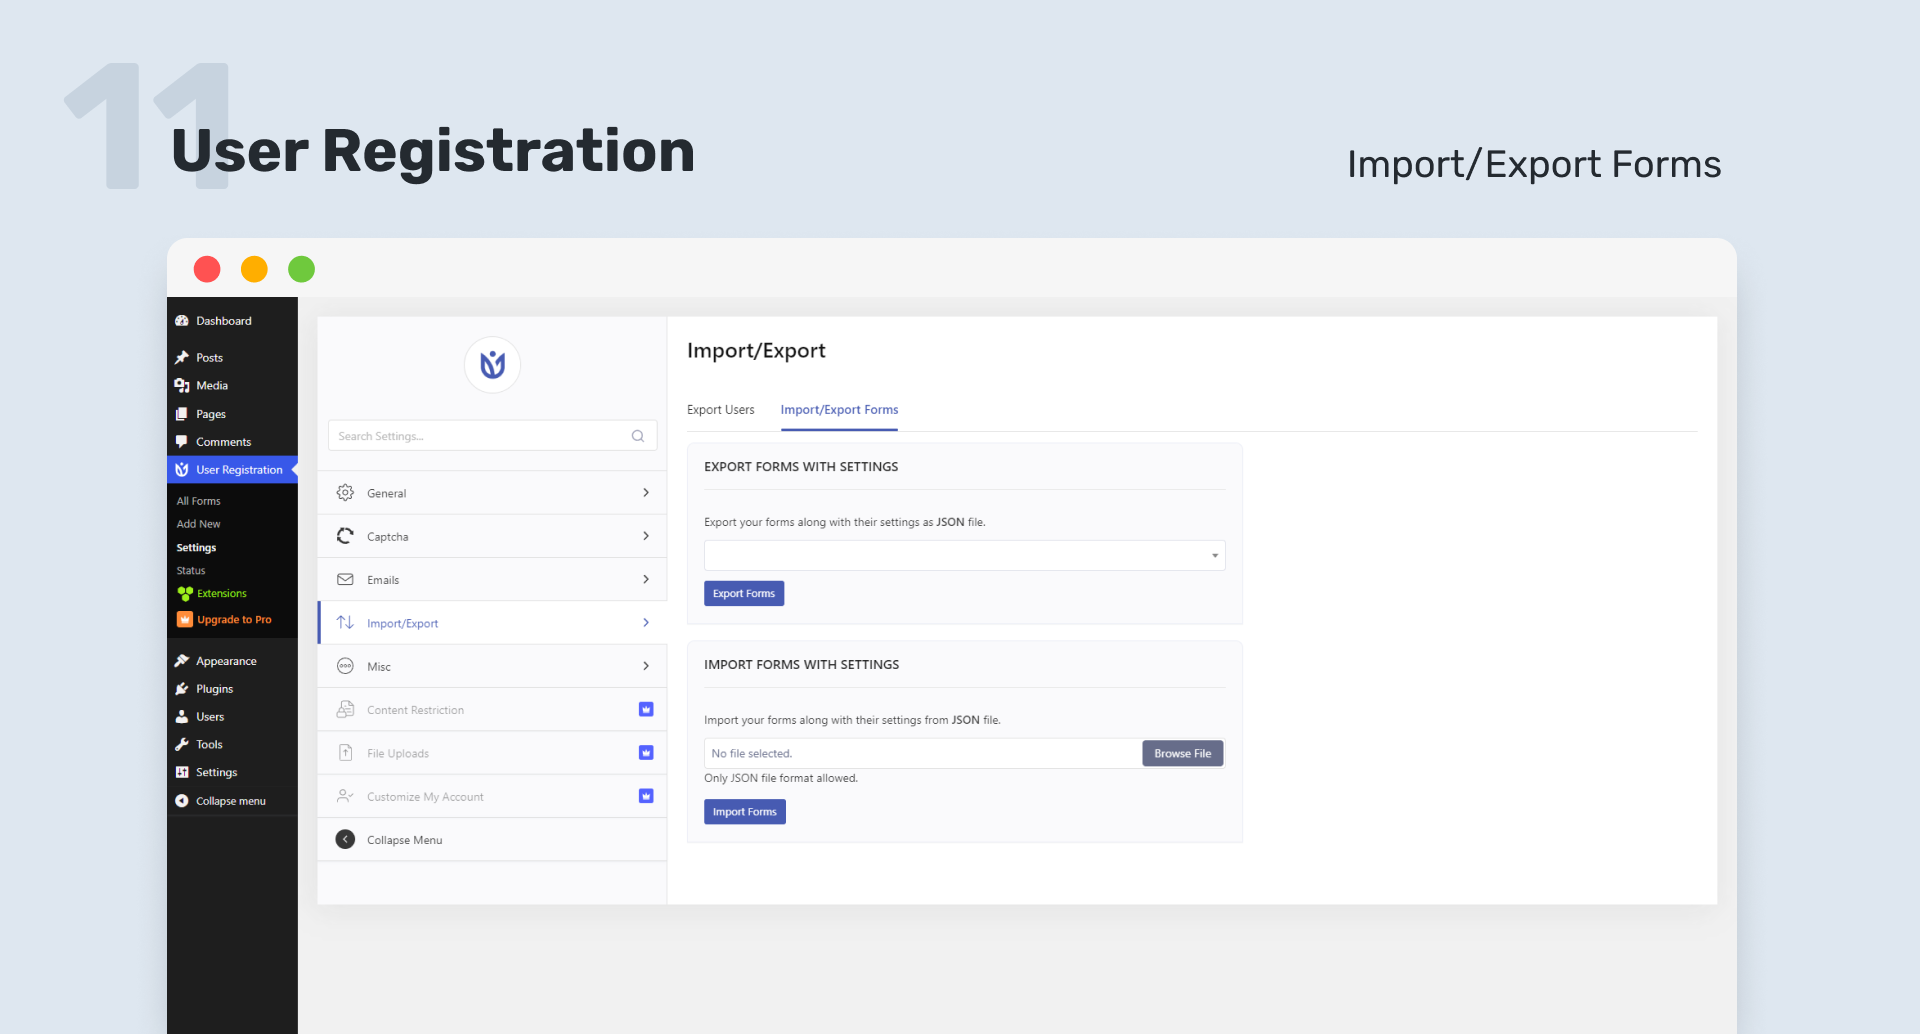 11
User Registration
Import/Export Forms
Dashboard
Posts
Media
Pages
Comments
User Registration
All Forms
Add New
Settings
Status
Extensions
Upgrade to Pro
Appearance
Plugins
Users
Tools
Settings
Collapse menu
Search Settings...
General
Captcha
Emails
Import/Export
Misc
Content Restriction
File Uploads
Customize My Account
Collapse Menu
Import/Export
Export Users
Import/Export Forms
EXPORT FORMS WITH SETTINGS
Export your forms along with their settings as JSON file.
Export Forms
IMPORT FORMS WITH SETTINGS
Import your forms along with their settings from JSON file.
No file selected.
Browse File
Only JSON file format allowed.
Import Forms